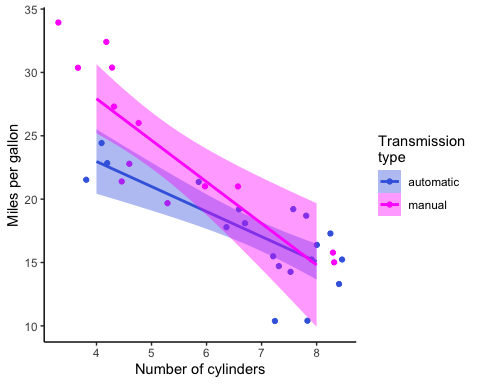 35
30
25
20
15
10
Miles per gallon
4 5 6 7 8
Number of cylinders
Transmission
type
automatic
manual